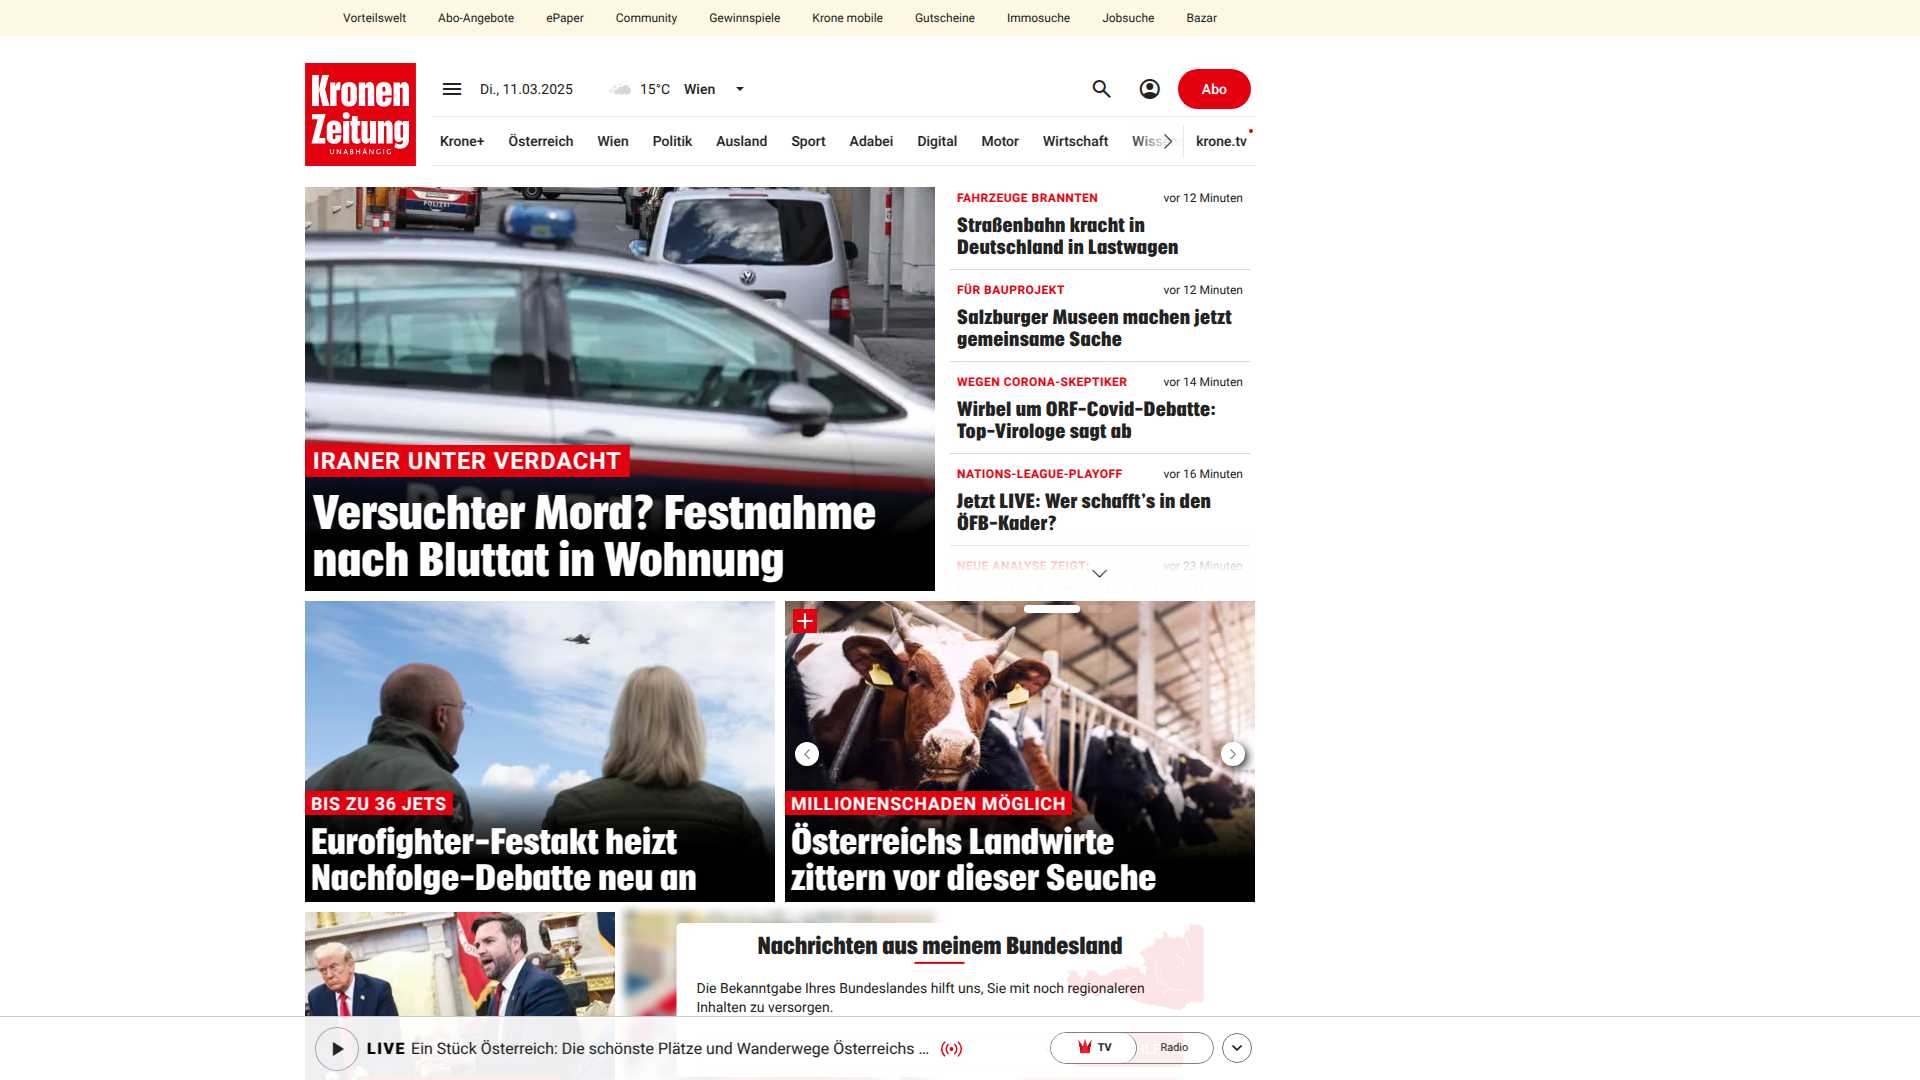 Vorteilswelt Abo-Angebote ePaper Community Gewinnspiele Krone mobile Gutscheine Immosuche Jobsuche Bazar
Kronen
Zeitung
UNABHÄNGIG
Di., 11.03.2025 15°C Wien
Abo
Krone+ Österreich Wien Politik Ausland Sport Adabei Digital Motor Wirtschaft krone.tv
POLIZEI
IRANER UNTER VERDACHT
Versuchter Mord? Festnahme
nach Bluttat in Wohnung
FAHRZEUGE BRANNTEN vor 12 Minuten
Straßenbahn kracht in
Deutschland in Lastwagen
FÜR BAUPROJEKT vor 12 Minuten
Salzburger Museen machen jetzt
gemeinsame Sache
WEGEN CORONA-SKEPTIKER vor 14 Minuten
Wirbel um ORF-Covid-Debatte:
Top-Virologe sagt ab
NATIONS-LEAGUE-PLAYOFF vor 16 Minuten
Jetzt LIVE: Wer schafft’s in den
ÖFB-Kader?
NEUE ANALYSE ZEIGT: vor 23 Minuten
BIS ZU 36 JETS
Eurofighter-Festakt heizt
Nachfolge-Debatte neu an
MILLIONENSCHADEN MÖGLICH
Österreichs Landwirte
zittern vor dieser Seuche
Nachrichten aus meinem Bundesland
Die Bekanntgabe Ihres Bundeslandes hilft uns, Sie mit noch regionaleren
Inhalten zu versorgen.
LIVE Ein Stück Österreich: Die schönste Plätze und Wanderwege Österreichs ...
TV Radio